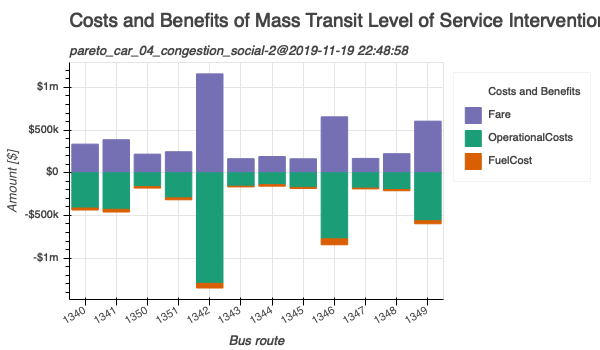 Costs and Benefits of Mass Transit Level of Service Intervention
pareto_car_04_congestion_social-2@2019-11-19 22:48:58
Amount [$]
$1m
$500k
$0
-$500k
-$1m
1340
1341
1350
1351
1342
1343
1344
1345
1346
1347
1348
1349
Bus route
Costs and Benefits
Fare
OperationalCosts
FuelCost